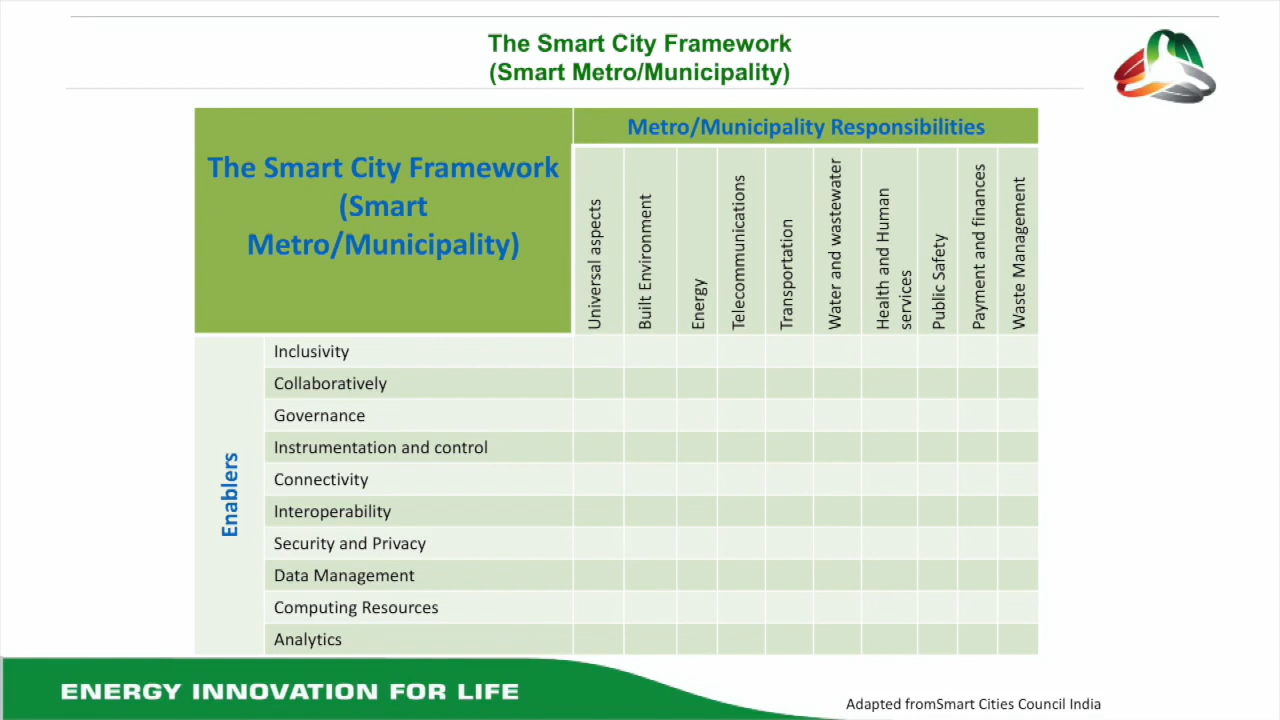 The Smart City Framework
(Smart Metro/Municipality)
The Smart City Framework
(Smart
Metro/Municipality)
Metro/Municipality Responsibilities
Universal aspects
Built Environment
Energy
Telecommunications
Transportation
Water and wastewater
Health and Human
services
Public Safety
Payment and finances
Waste Management
Enablers
Inclusivity
Collaboratively
Governance
Instrumentation and control
Connectivity
Interoperability
Security and Privacy
Data Management
Computing Resources
Analytics
ENERGY INNOVATION FOR LIFE
Adapted fromSmart Cities Council India